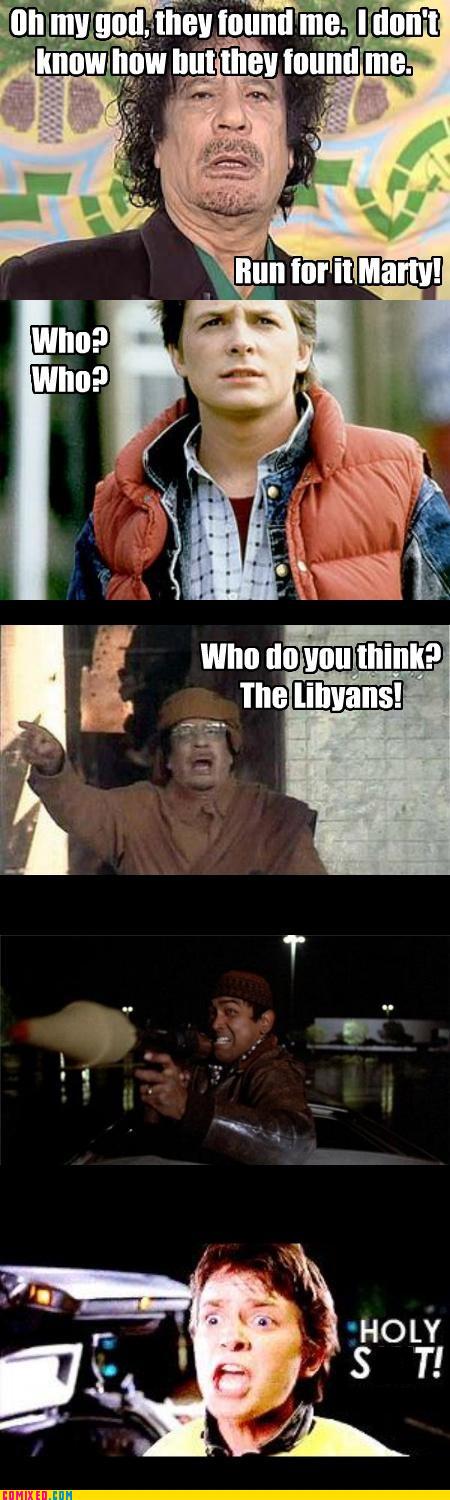 Oh my god, they found me. I don't
know how but they found me.
Run for it Marty!
Who?
Who?
Who do you think?
The Libyans!
HOLY
S T!
COMIXED.COM